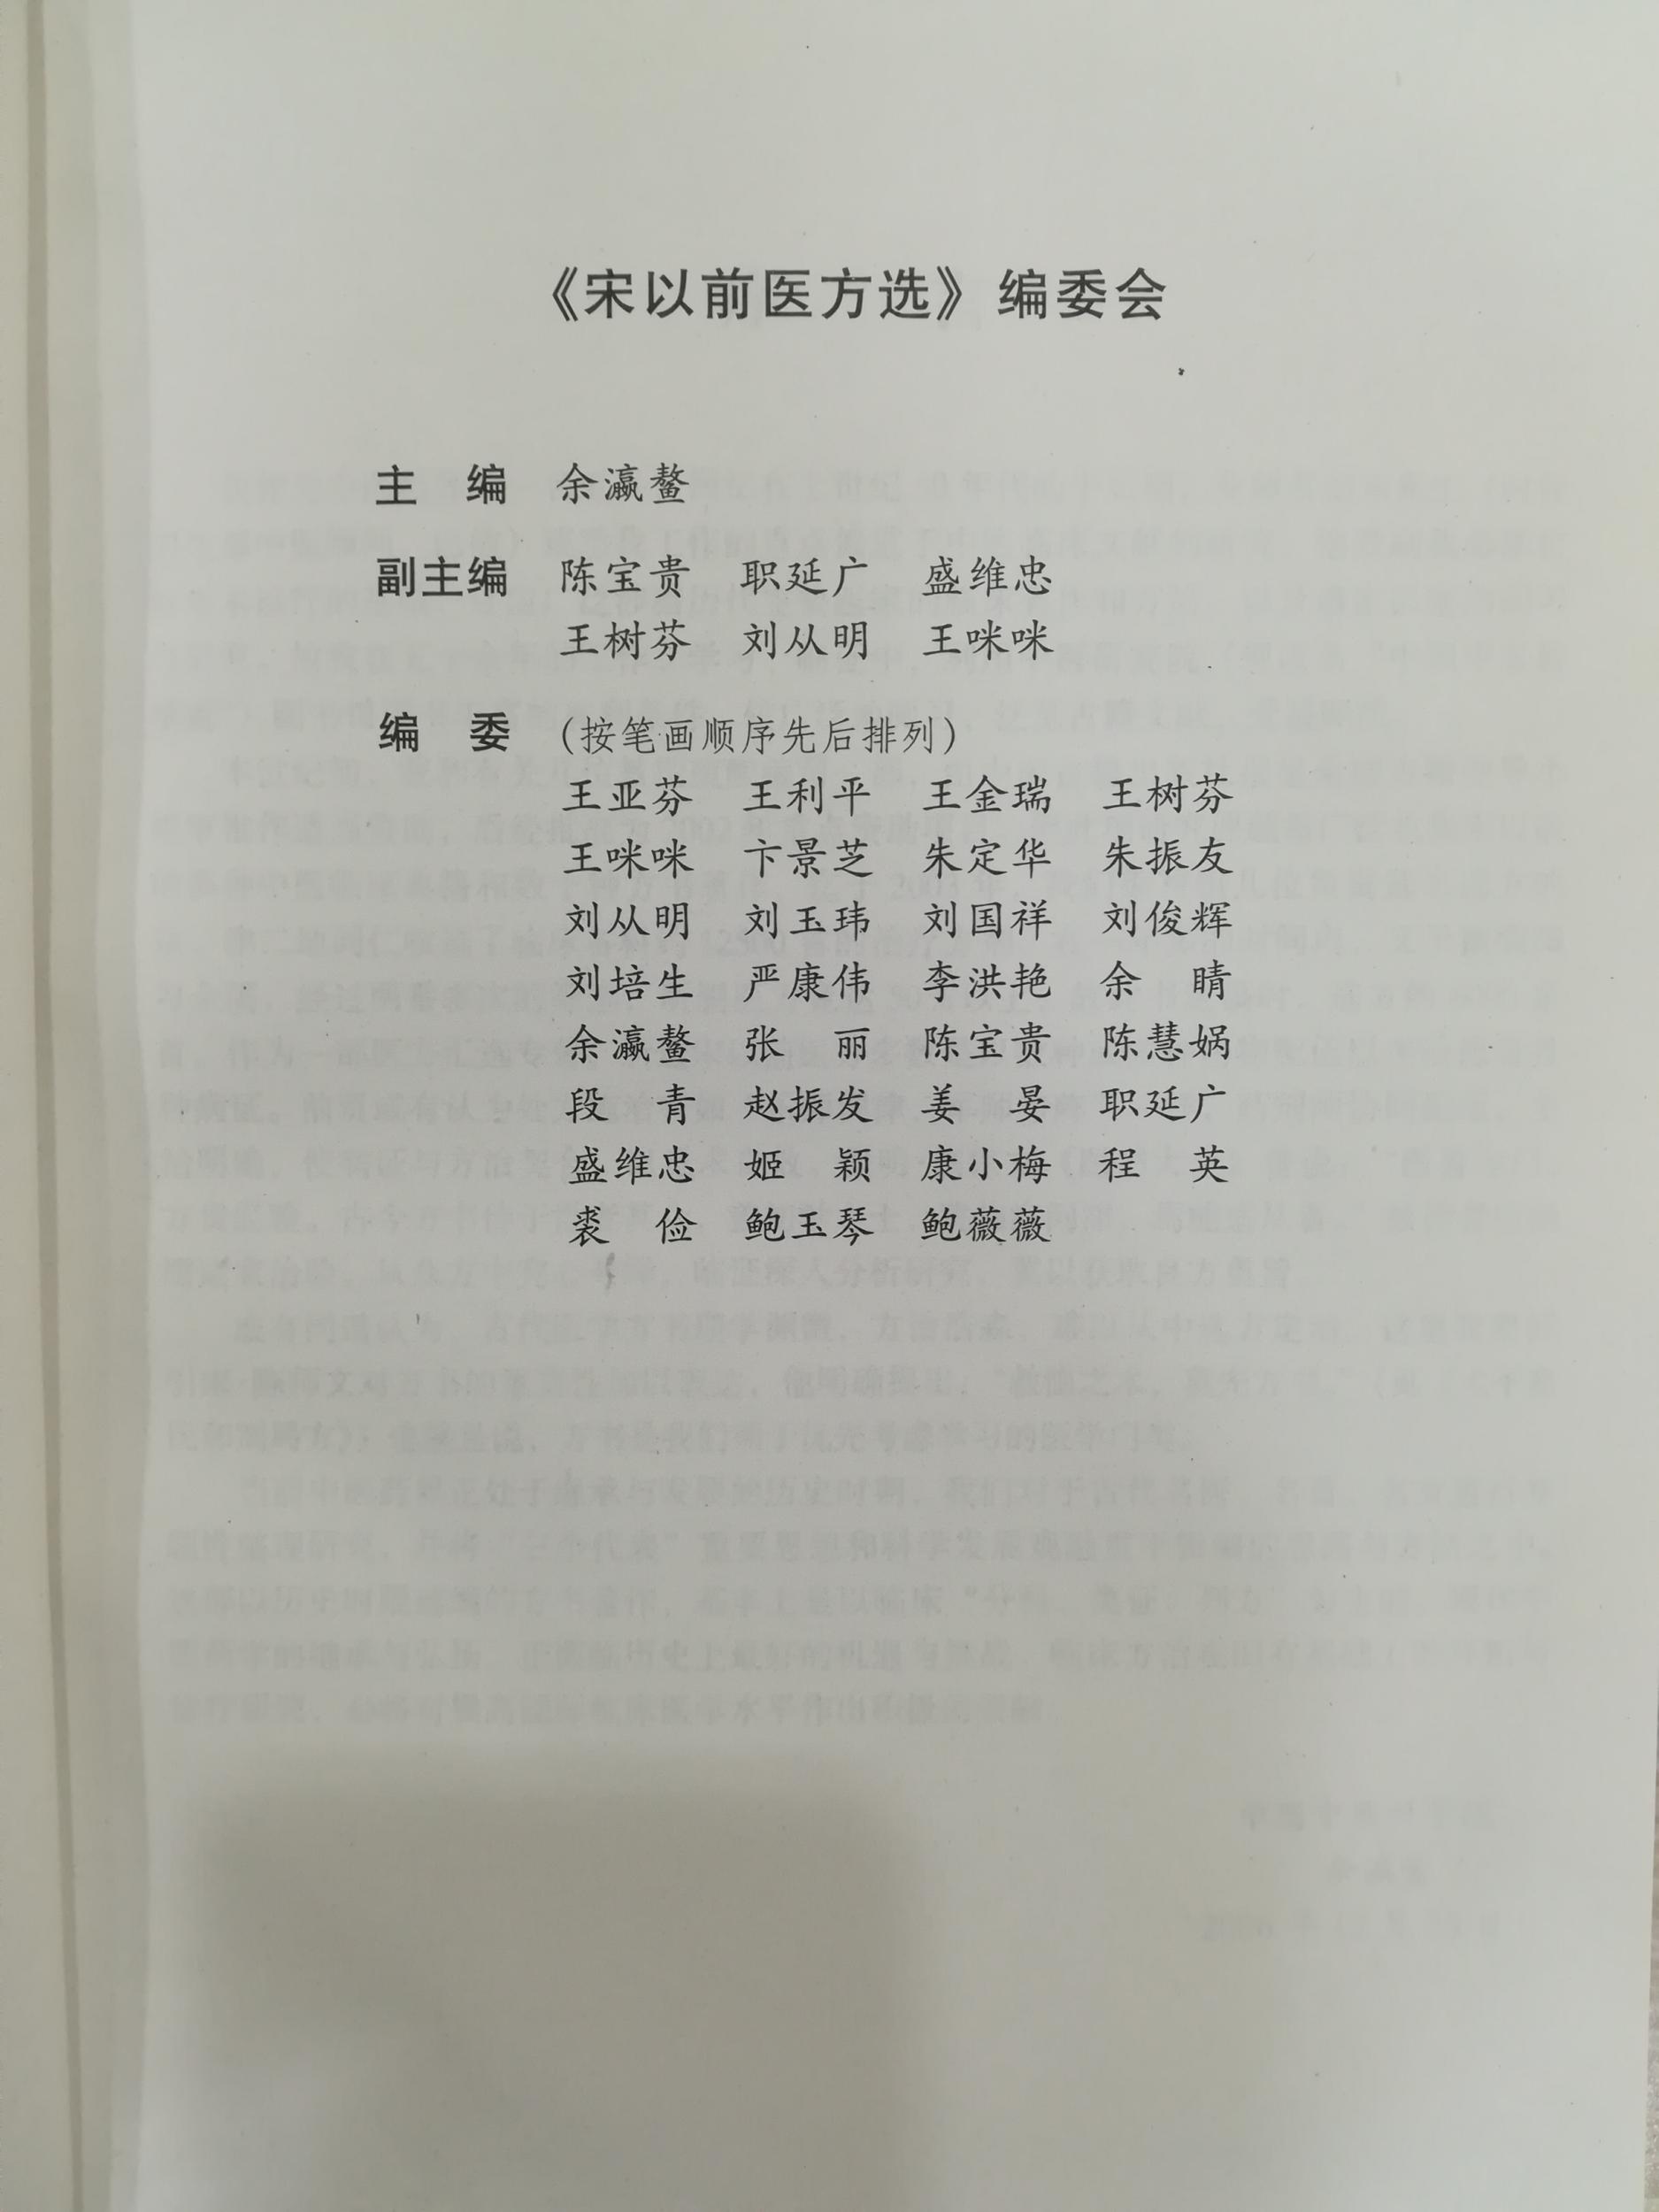 《宋以前医方选》编委会
主 编 余瀛鳌
副主编 陈宝贵 职延广 盛维忠
王树芬 刘从明 王咪咪
编 委 (按笔画顺序先后排列)
王亚芬 王利平 王金瑞 王树芬
王咪咪 卞景芝 朱定华 朱振友
刘从明 刘玉玮 刘国祥 刘俊辉
刘培生 严康伟 李洪艳 余 晴
余瀛鳌 张 丽 陈宝贵 陈慧娲
段 青 赵振发 姜 晏 职延广
盛维忠 姬 颖 康小梅 程 英
裘 俭 鲍玉琴 鲍薇薇